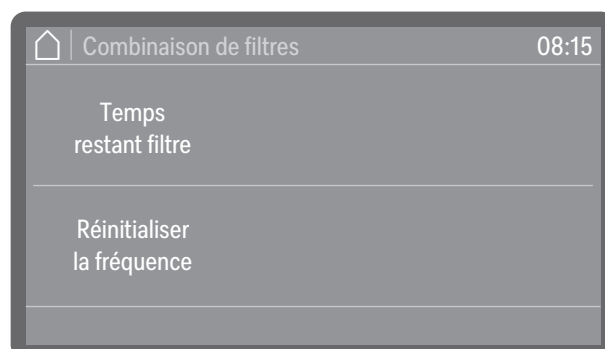 Combinaison de filtres 08:15
Temps
restant filtre
Réinitialiser
la fréquence